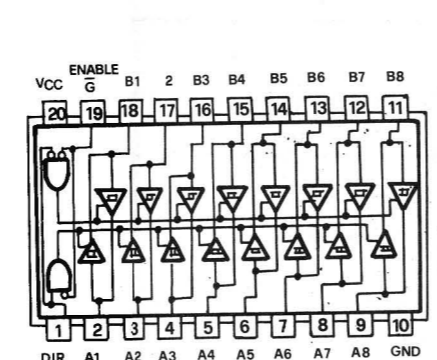 VCC ENABLE G B1 2 B3 B4 B5 B6 B7 B8
20 19 18 17 16 15 14 13 12 11
1 2 3 4 5 6 7 8 9 10
DIR A1 A2 A3 A4 A5 A6 A7 A8 GND